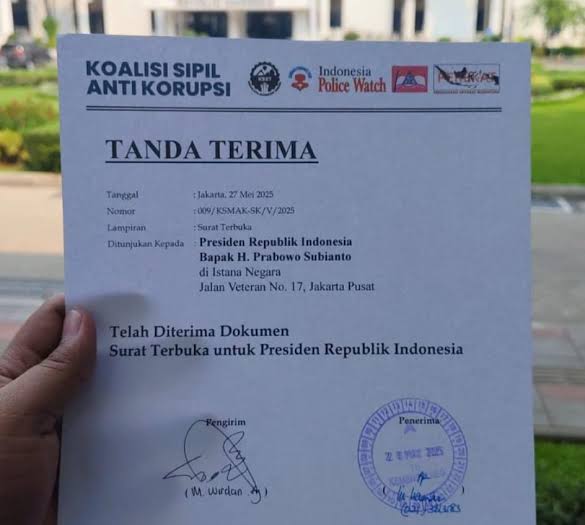 KOALISI SIPIL
ANTI KORUPSI
Indonesia
Police Watch
TANDA TERIMA
Tanggal : Jakarta, 27 Mei 2025
Nomor : 009/KSMAK-SK/V/2025
Lampiran : Surat Terbuka
Ditunjukan Kepada : Presiden Republik Indonesia
Bapak H. Prabowo Subianto
di Istana Negara
Jalan Veteran No. 17, Jakarta Pusat
Telah Diterima Dokumen
Surat Terbuka untuk Presiden Republik Indonesia
Pengirim Penerima
2025
(M. Wirdan)